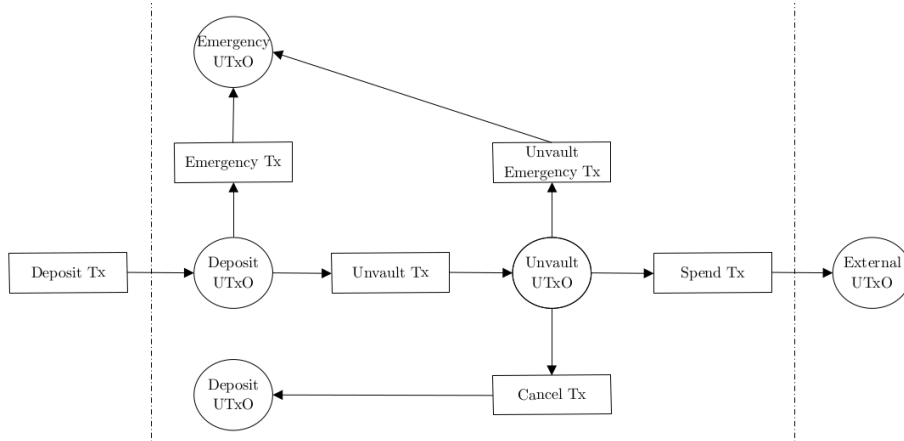 Emergency
UTxO
Emergency Tx
Unvault
Emergency Tx
Deposit Tx
Deposit
UTxO
Unvault Tx
Unvault
UTxO
Spend Tx
External
UTxO
Deposit
UTxO
Cancel Tx